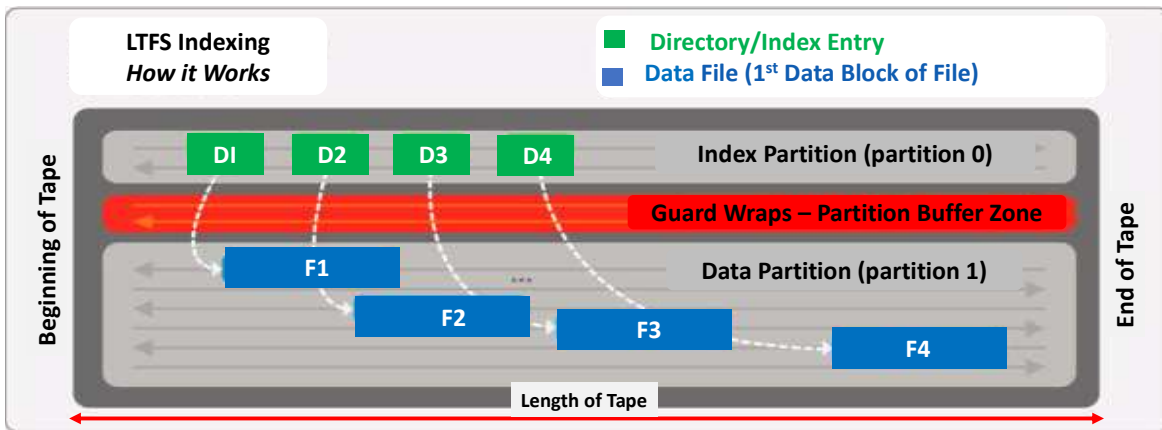 LTFS Indexing
How it Works
Directory/Index Entry
Data File (1st Data Block of File)
Beginning of Tape
DI
D2
D3
D4
Index Partition (partition 0)
Guard Wraps – Partition Buffer Zone
F1
...
Data Partition (partition 1)
F2
F3
F4
End of Tape
Length of Tape